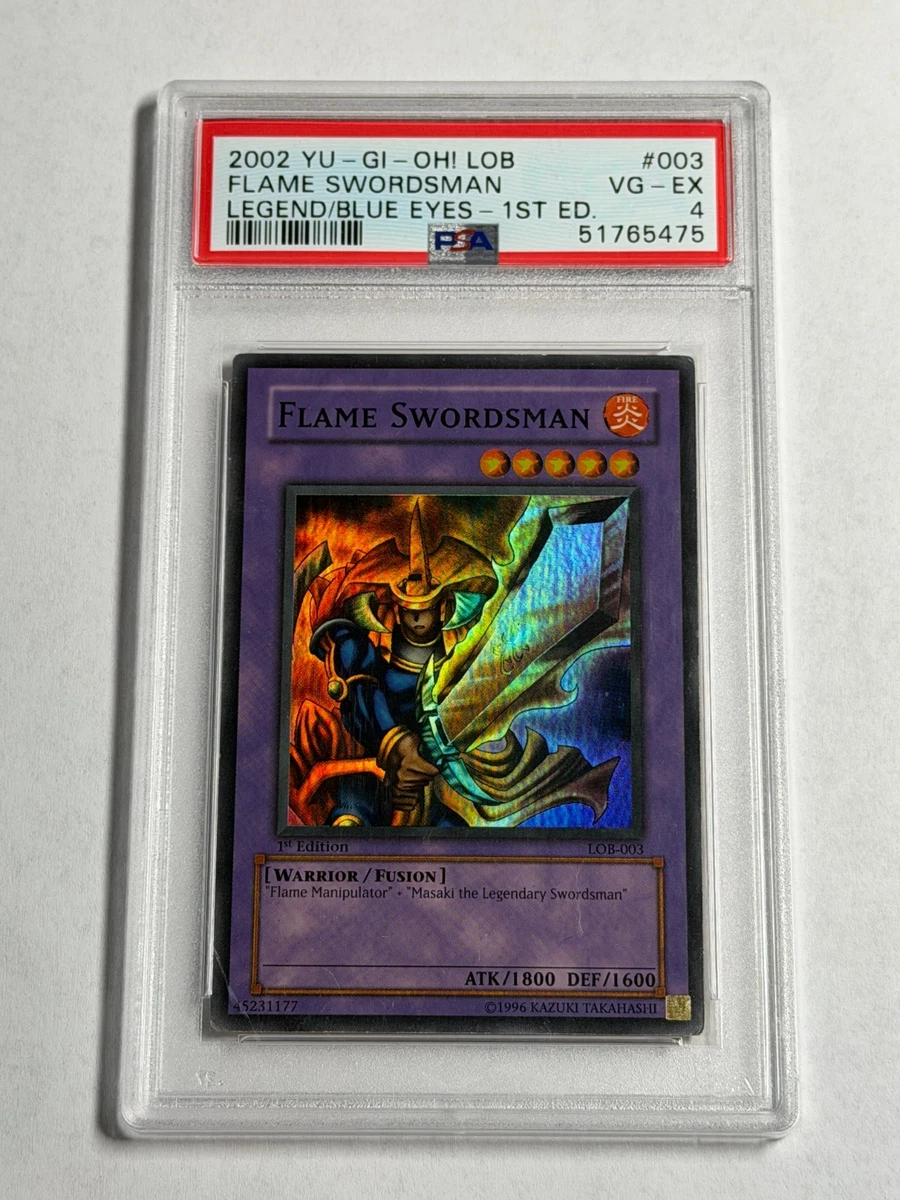 2002 YU-GI-OH! LOB #003
FLAME SWORDSMAN VG-EX
LEGEND/BLUE EYES-1ST ED. 4
PSA 51765475
FLAME SWORDSMAN
FIRE
炎
1st Edition LOB-003
[WARRIOR/FUSION]
"Flame Manipulator" + "Masaki the Legendary Swordsman"
ATK/1800 DEF/1600
45231177 ©1996 KAZUKI TAKAHASHI